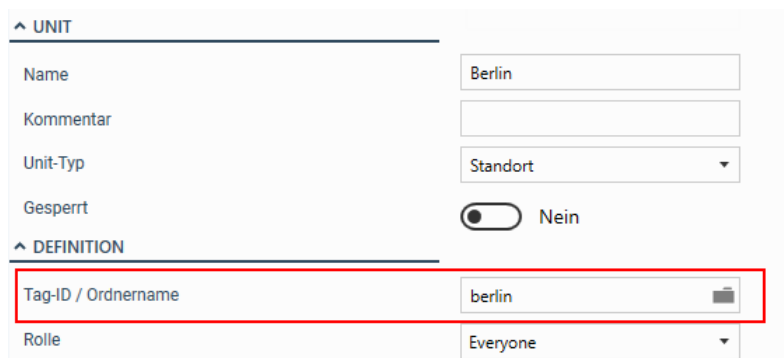 UNIT
Name Berlin
Kommentar
Unit-Typ Standort
Gesperrt Nein
DEFINITION
Tag-ID / Ordnername berlin
Rolle Everyone